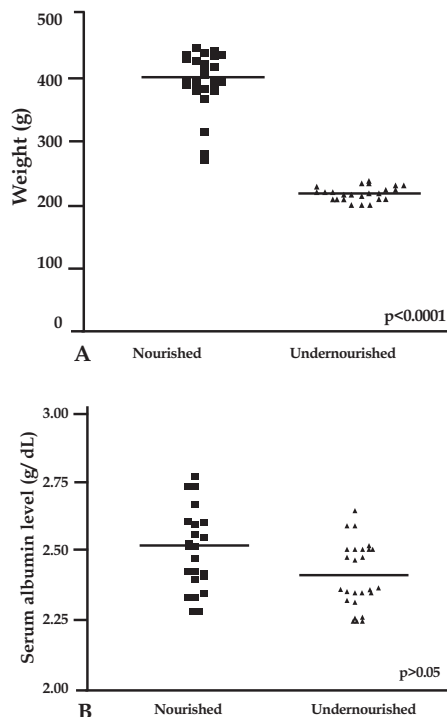 500
400
300
200
100
0
Weight (g)
p<0.0001
A
Nourished
Undernourished
3.00
2.75
2.50
2.25
2.00
Serum albumin level (g/ dL)
p>0.05
B
Nourished
Undernourished